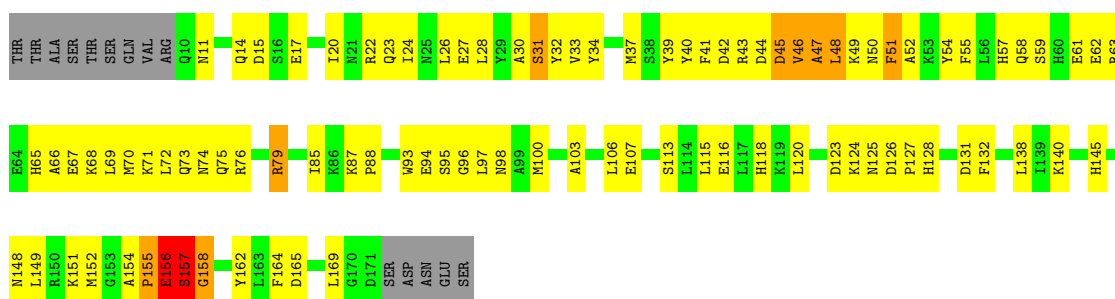 THR THR ALA SER THR SER GLN VAL ARG Q10 N11 Q14 D15 S16 E17 I20 N21 R22 Q23 I24 N25 L26 E27 L28 Y29 A30 S31 Y32 V33 Y34 M37 S38 Y39 Y40 F41 D42 R43 D44 D45 V46 A47 L48 K49 N50 F51 A52 K53 Y54 F55 L56 H57 Q58 S59 H60 E61 E62 R63
E64 H65 A66 E67 K68 L69 M70 K71 L72 Q73 N74 Q75 R76 R79 I85 K86 K87 P88 W93 E94 S95 G96 L97 N98 A99 M100 A103 L106 E107 S113 L114 L115 E116 L117 H118 K119 L120 D123 K124 N125 D126 P127 H128 D131 F132 L138 I139 K140 H145
N148 L149 R150 K151 M152 G153 A154 P155 E156 S157 G158 Y162 L163 F164 D165 L169 G170 D171 SER ASP ASN GLU SER